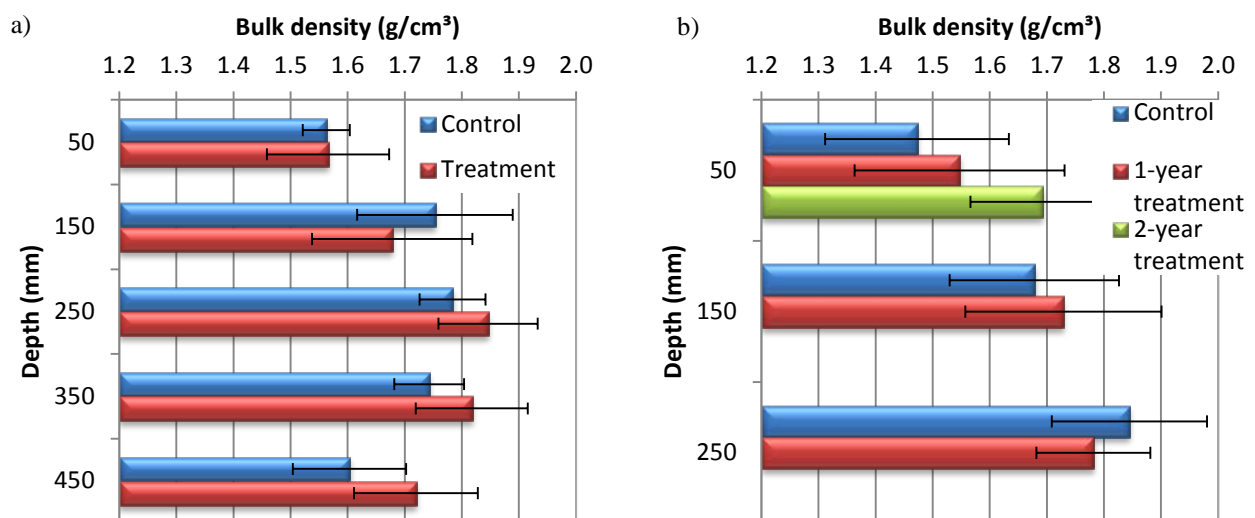 a)
Bulk density (g/cm³)
1.2 1.3 1.4 1.5 1.6 1.7 1.8 1.9 2.0
Depth (mm)
50
150
250
350
450
Control
Treatment
b)
Bulk density (g/cm³)
1.2 1.3 1.4 1.5 1.6 1.7 1.8 1.9 2.0
Depth (mm)
50
150
250
Control
1-year
treatment
2-year
treatment